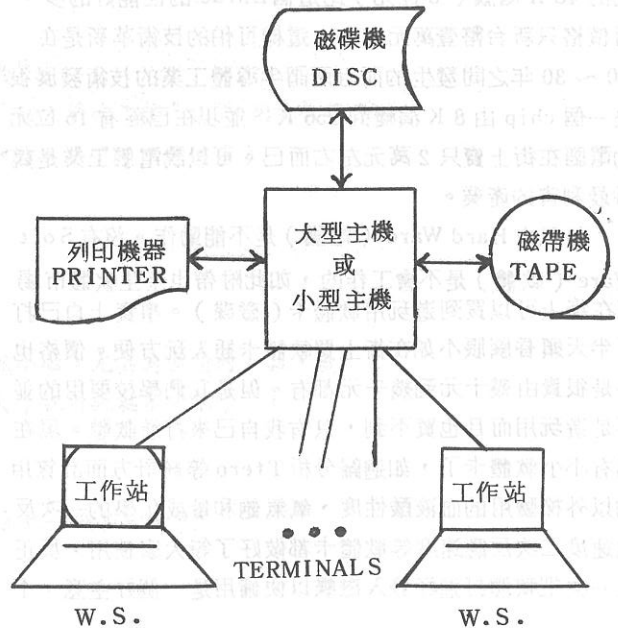 磁碟機
DISC
列印機器
PRINTER
大型主機
或
小型主機
磁帶機
TAPE
工作站
工作站
TERMINALS
W.S.
W.S.